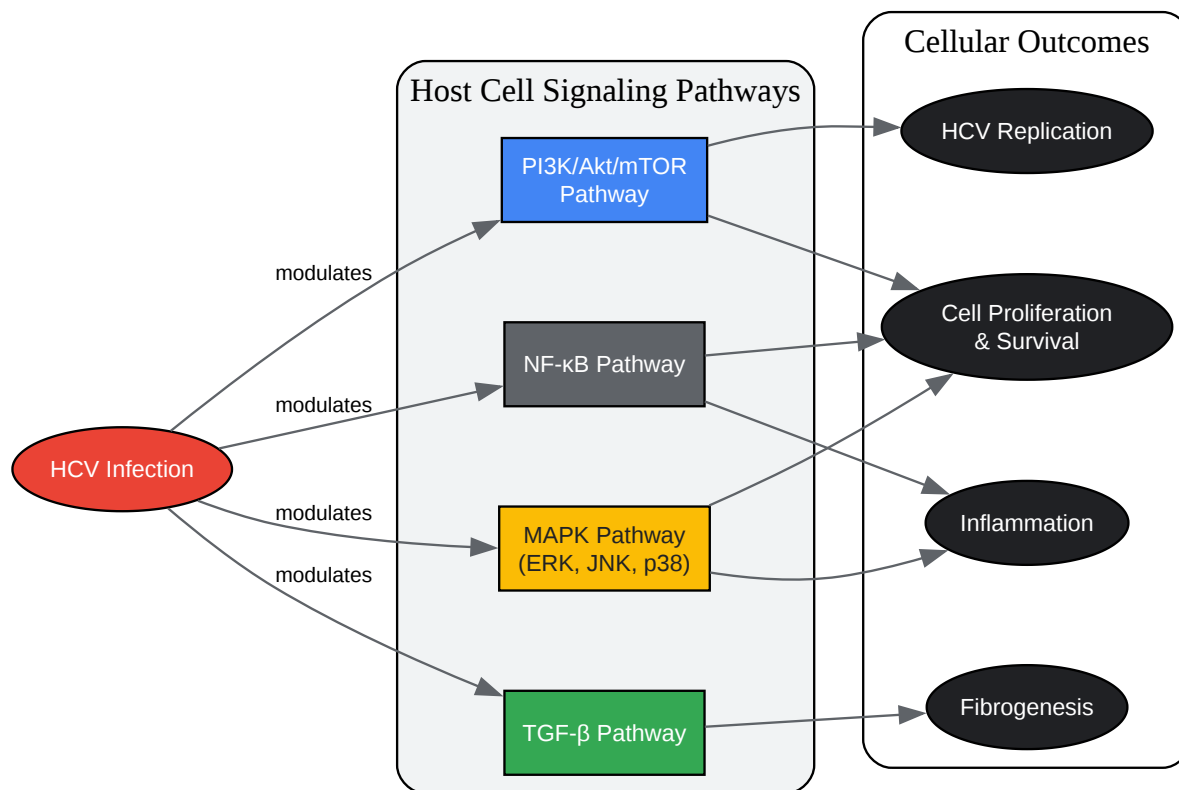 Cellular Outcomes
Host Cell Signaling Pathways
HCV Replication
PI3K/Akt/mTOR
Pathway
modulates
Cell Proliferation
& Survival
NF-κB Pathway
modulates
HCV Infection
modulates
MAPK Pathway
(ERK, JNK, p38)
Inflammation
modulates
TGF-β Pathway
Fibrogenesis